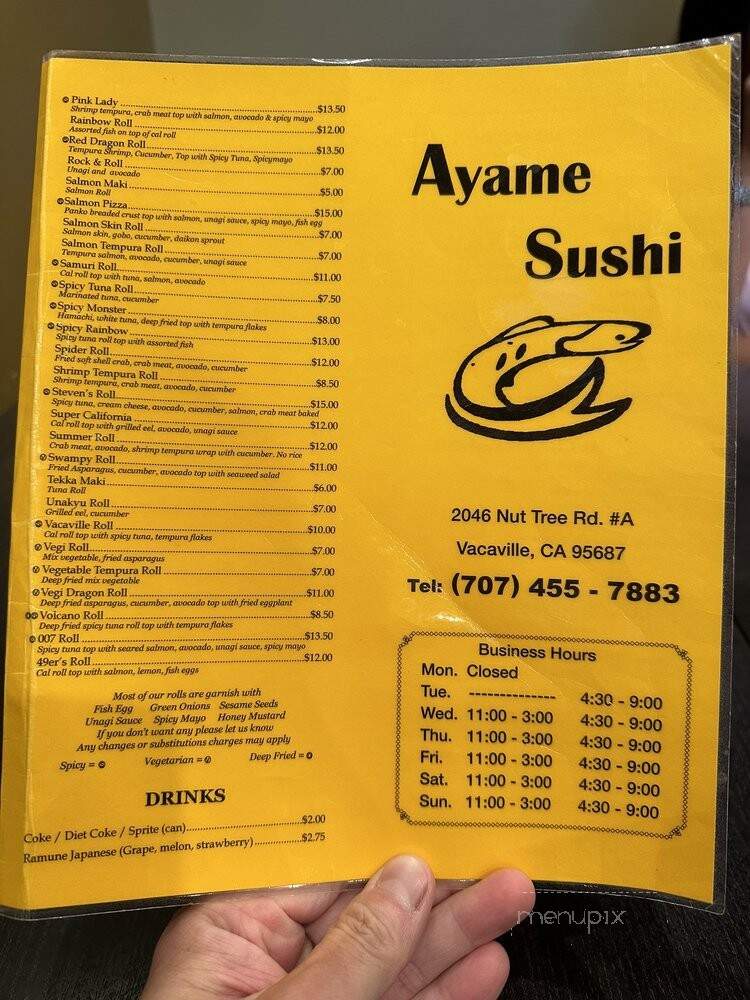 Pink Lady $13.50
Shrimp tempura, crab meat top with salmon, avocado & spicy mayo
Rainbow Roll $12.00
Assorted fish on top of cal roll
Red Dragon Roll $13.50
Tempura Shrimp, Cucumber, Top with Spicy Tuna, Spicymayo
Rock & Roll $7.00
Unagi and avocado
Salmon Maki $5.00
Salmon Roll
Salmon Pizza $15.00
Panko breaded crust top with salmon, unagi sauce, spicy mayo, fish egg
Salmon Skin Roll $7.00
Salmon skin, gobo, cucumber, daikon sprout
Salmon Tempura Roll $7.00
Tempura salmon, avocado, cucumber, unagi sauce
Samuri Roll $11.00
Cal roll top with tuna, salmon, avocado
Spicy Tuna Roll $7.50
Marinated tuna, cucumber
Spicy Monster $8.00
Hamachi, white tuna, deep fried top with tempura flakes
Spicy Rainbow $13.00
Spicy tuna roll top with assorted fish
Spider Roll $12.00
Fried soft shell crab, crab meat, avocado, cucumber
Shrimp Tempura Roll $8.50
Shrimp tempura, crab meat, avocado, cucumber
Steven's Roll $15.00
Spicy tuna, cream cheese, avocado, cucumber, salmon, crab meat baked
Super California $12.00
Cal roll top with grilled eel, avocado, unagi sauce
Summer Roll $12.00
Crab meat, avocado, shrimp tempura wrap with cucumber. No rice
Swampy Roll $11.00
Fried Asparagus, cucumber, avocado top with seaweed salad
Tekka Maki $6.00
Tuna Roll
Unakyu Roll $7.00
Grilled eel, cucumber
Vacaville Roll $10.00
Cal roll top with spicy tuna, tempura flakes
Vegi Roll $7.00
Mix vegetable, fried asparagus
Vegetable Tempura Roll $7.00
Deep fried mix vegetable
Vegi Dragon Roll $11.00
Deep fried asparagus, cucumber, avocado top with fried eggplant
Volcano Roll $8.50
Deep fried spicy tuna roll top with tempura flakes
007 Roll $13.50
Spicy tuna top with seared salmon, avocado, unagi sauce, spicy mayo
49er's Roll $12.00
Cal roll top with salmon, lemon, fish eggs
Most of our rolls are garnish with
Fish Egg Green Onions Sesame Seeds
Unagi Sauce Spicy Mayo Honey Mustard
If you don't want any please let us know
Any changes or substitutions charges may apply
Spicy = Vegetarian = Deep Fried =
DRINKS
Coke / Diet Coke / Sprite (can) $2.00
Ramune Japanese (Grape, melon, strawberry) $2.75
Ayame
Sushi
2046 Nut Tree Rd. #A
Vacaville, CA 95687
Tel: (707) 455 - 7883
Business Hours
Mon. Closed
Tue. -------------- 4:30 - 9:00
Wed. 11:00 - 3:00 4:30 - 9:00
Thu. 11:00 - 3:00 4:30 - 9:00
Fri. 11:00 - 3:00 4:30 - 9:00
Sat. 11:00 - 3:00 4:30 - 9:00
Sun. 11:00 - 3:00 4:30 - 9:00
menupix